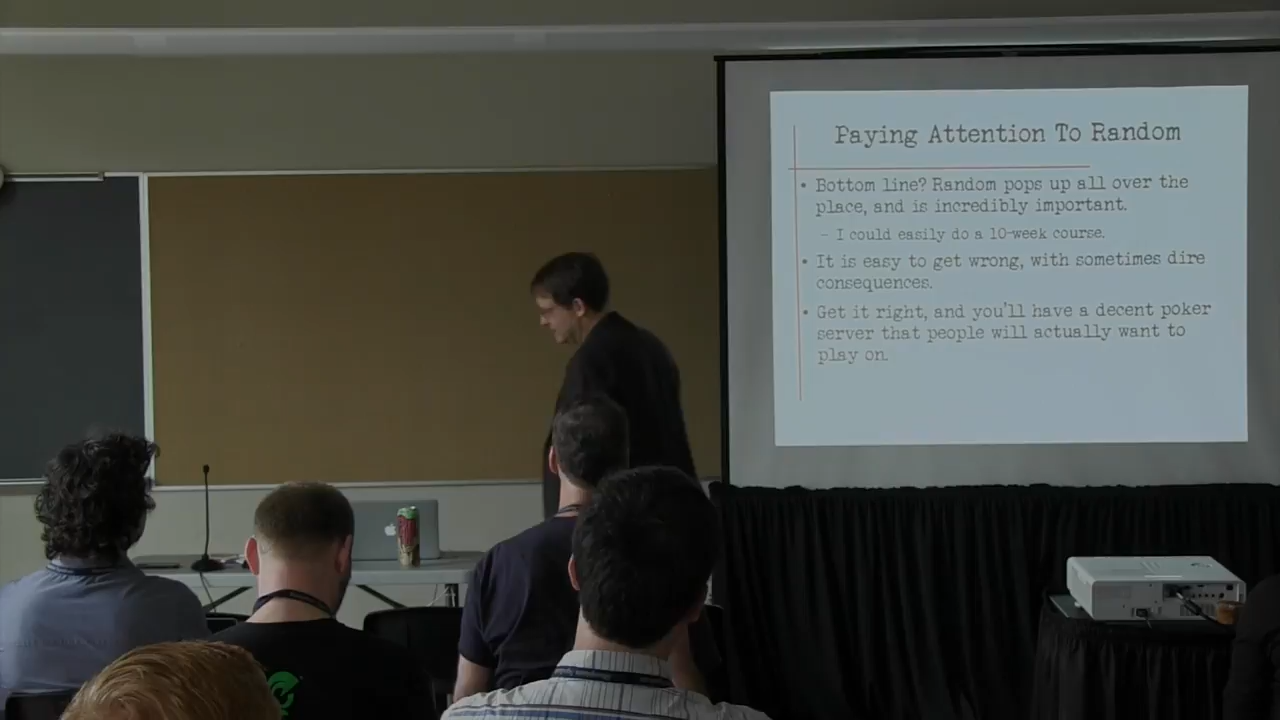 Paying Attention To Random
• Bottom line? Random pops up all over the
place, and is incredibly important.
– I could easily do a 10-week course.
• It is easy to get wrong, with sometimes dire
consequences.
• Get it right, and you'll have a decent poker
server that people will actually want to
play on.